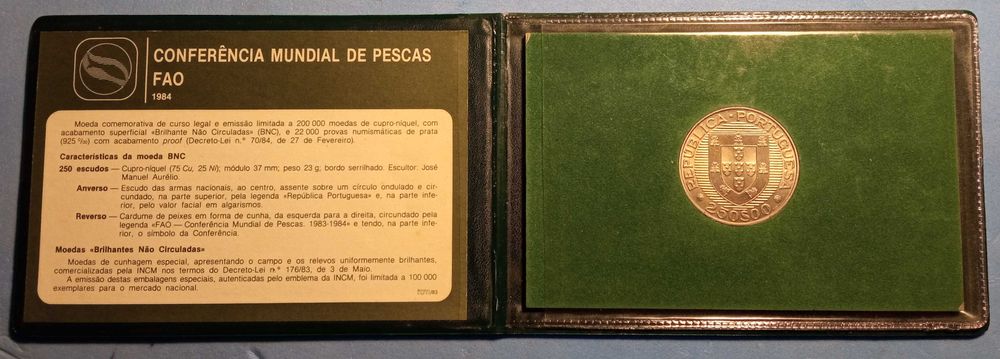 CONFERÊNCIA MUNDIAL DE PESCAS
FAO
1984
Moeda comemorativa de curso legal e emissão limitada a 200 000 moedas de cupro-níquel, com
acabamento superficial «Brilhante Não Circuladas» (BNC), e 22 000 provas numismáticas de prata
(925 ‰) com acabamento proof (Decreto-Lei n.º 70/84, de 27 de Fevereiro).
Características da moeda BNC
250 escudos — Cupro-níquel (75 Cu, 25 Ni); módulo 37 mm; peso 23 g; bordo serrilhado. Escultor: José
Manuel Aurélio.
Anverso — Escudo das armas nacionais, ao centro, assente sobre um círculo ondulado e cir-
cundado, na parte superior, pela legenda «República Portuguesa» e, na parte infe-
rior, pelo valor facial em algarismos.
Reverso — Cardume de peixes em forma de cunha, da esquerda para a direita, circundado pela
legenda «FAO — Conferência Mundial de Pescas. 1983-1984» e tendo, na parte infe-
rior, o símbolo da Conferência.
Moedas «Brilhantes Não Circuladas»
Moedas de cunhagem especial, apresentando o campo e os relevos uniformemente brilhantes,
comercializadas pela INCM nos termos do Decreto-Lei n.º 176/83, de 3 de Maio.
A emissão destas embalagens especiais, autenticadas pelo emblema da INCM, foi limitada a 100 000
exemplares para o mercado nacional.
REPÚBLICA · PORTUGUESA
250$00